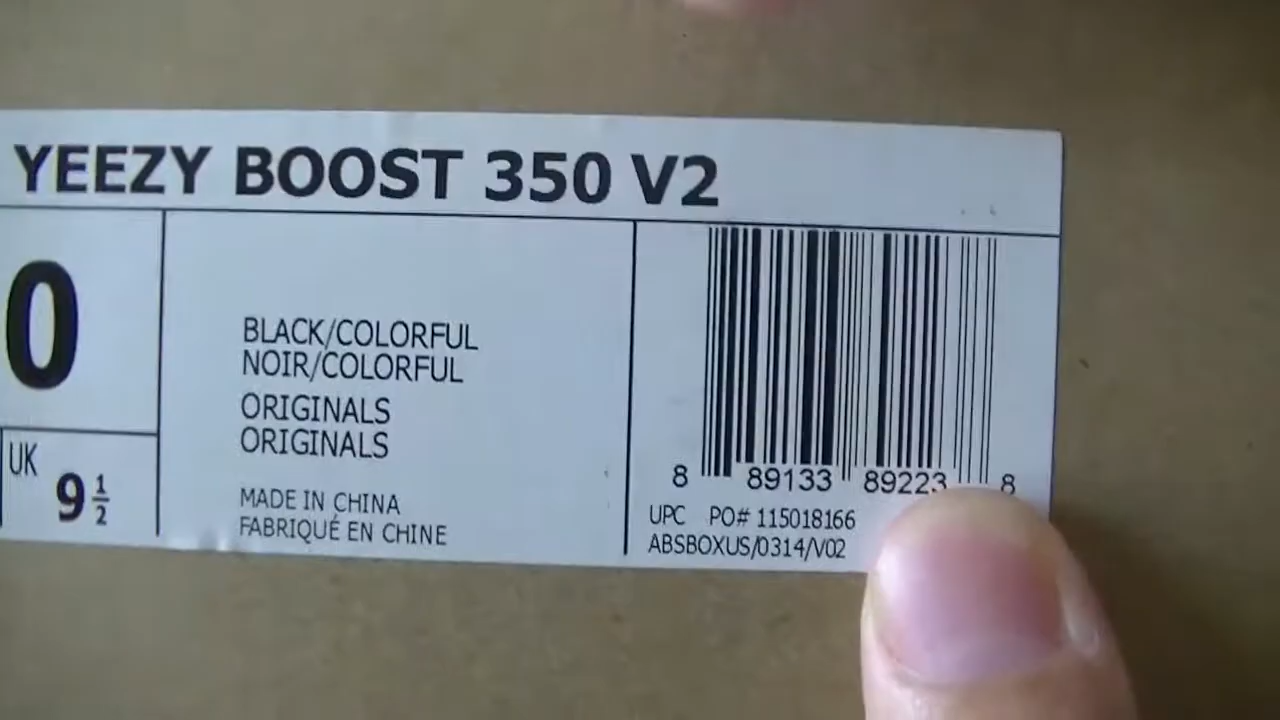 YEEZY BOOST 350 V2
0
UK
9 1/2
BLACK/COLORFUL
NOIR/COLORFUL
ORIGINALS
ORIGINALS
MADE IN CHINA
FABRIQUÉ EN CHINE
8 89133 89223 8
UPC PO# 115018166
ABSBOXUS/0314/V02